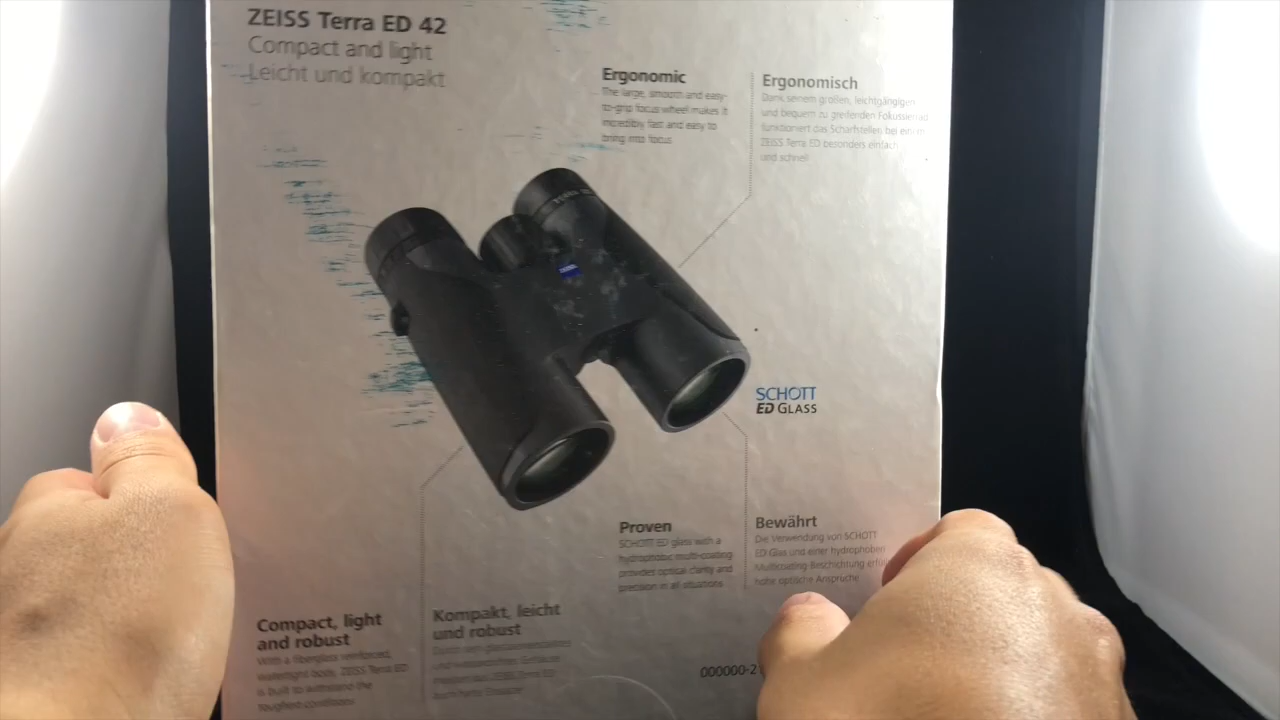 ZEISS Terra ED 42
Compact and light
Leicht und kompakt
Ergonomic
The large, smooth and easy-
to-grip focus wheel makes it
incredibly fast and easy to
bring into focus
Ergonomisch
Dank seinem großen, leichtgängigen
und bequem zu greifenden Fokussierrad
funktioniert das Scharfstellen bei einem
ZEISS Terra ED besonders einfach
und schnell
ZEISS
SCHOTT
ED GLASS
Proven
SCHOTT ED glass with a
hydrophobic multi-coating
provides optical clarity and
precision in all situations
Bewährt
Die Verwendung von SCHOTT
ED Glas und einer hydrophoben
Multicoating Beschichtung
hohe optische Ansprüche
Compact, light
and robust
With a fiberglass reinforced,
watertight body, ZEISS Terra ED
is built to withstand the
toughest conditions
Kompakt, leicht
und robust
000000-2